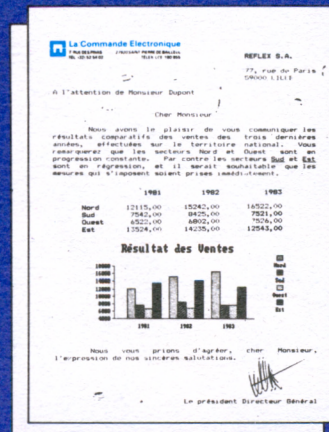 La Commande Electronique
7 RUE DES PRIAS
REFLEX S.A.
77, rue de Paris
59000 LILLE
A l'attention de Monsieur Dupont
Cher Monsieur
Nous avons le plaisir de vous communiquer les
résultats comparatifs des ventes des trois dernières
années, effectuées sur le territoire national. Vous
remarquerez que les secteurs Nord et Ouest sont en
progression constante. Par contre les secteurs Sud et Est
sont en régression, et il serait souhaitable que les
mesures qui s'imposent soient prises immédiatement.
1981 1982 1983
Nord 12115,00 15242,00 16522,00
Sud 7542,00 8425,00 7521,00
Ouest 6522,00 6802,00 7526,00
Est 13524,00 14235,00 12543,00
Résultat des Ventes
Nord
Sud
Ouest
Est
1981 1982 1983
Nous vous prions d'agréer, cher Monsieur,
l'expression de nos sincères salutations.
Le président Directeur Général